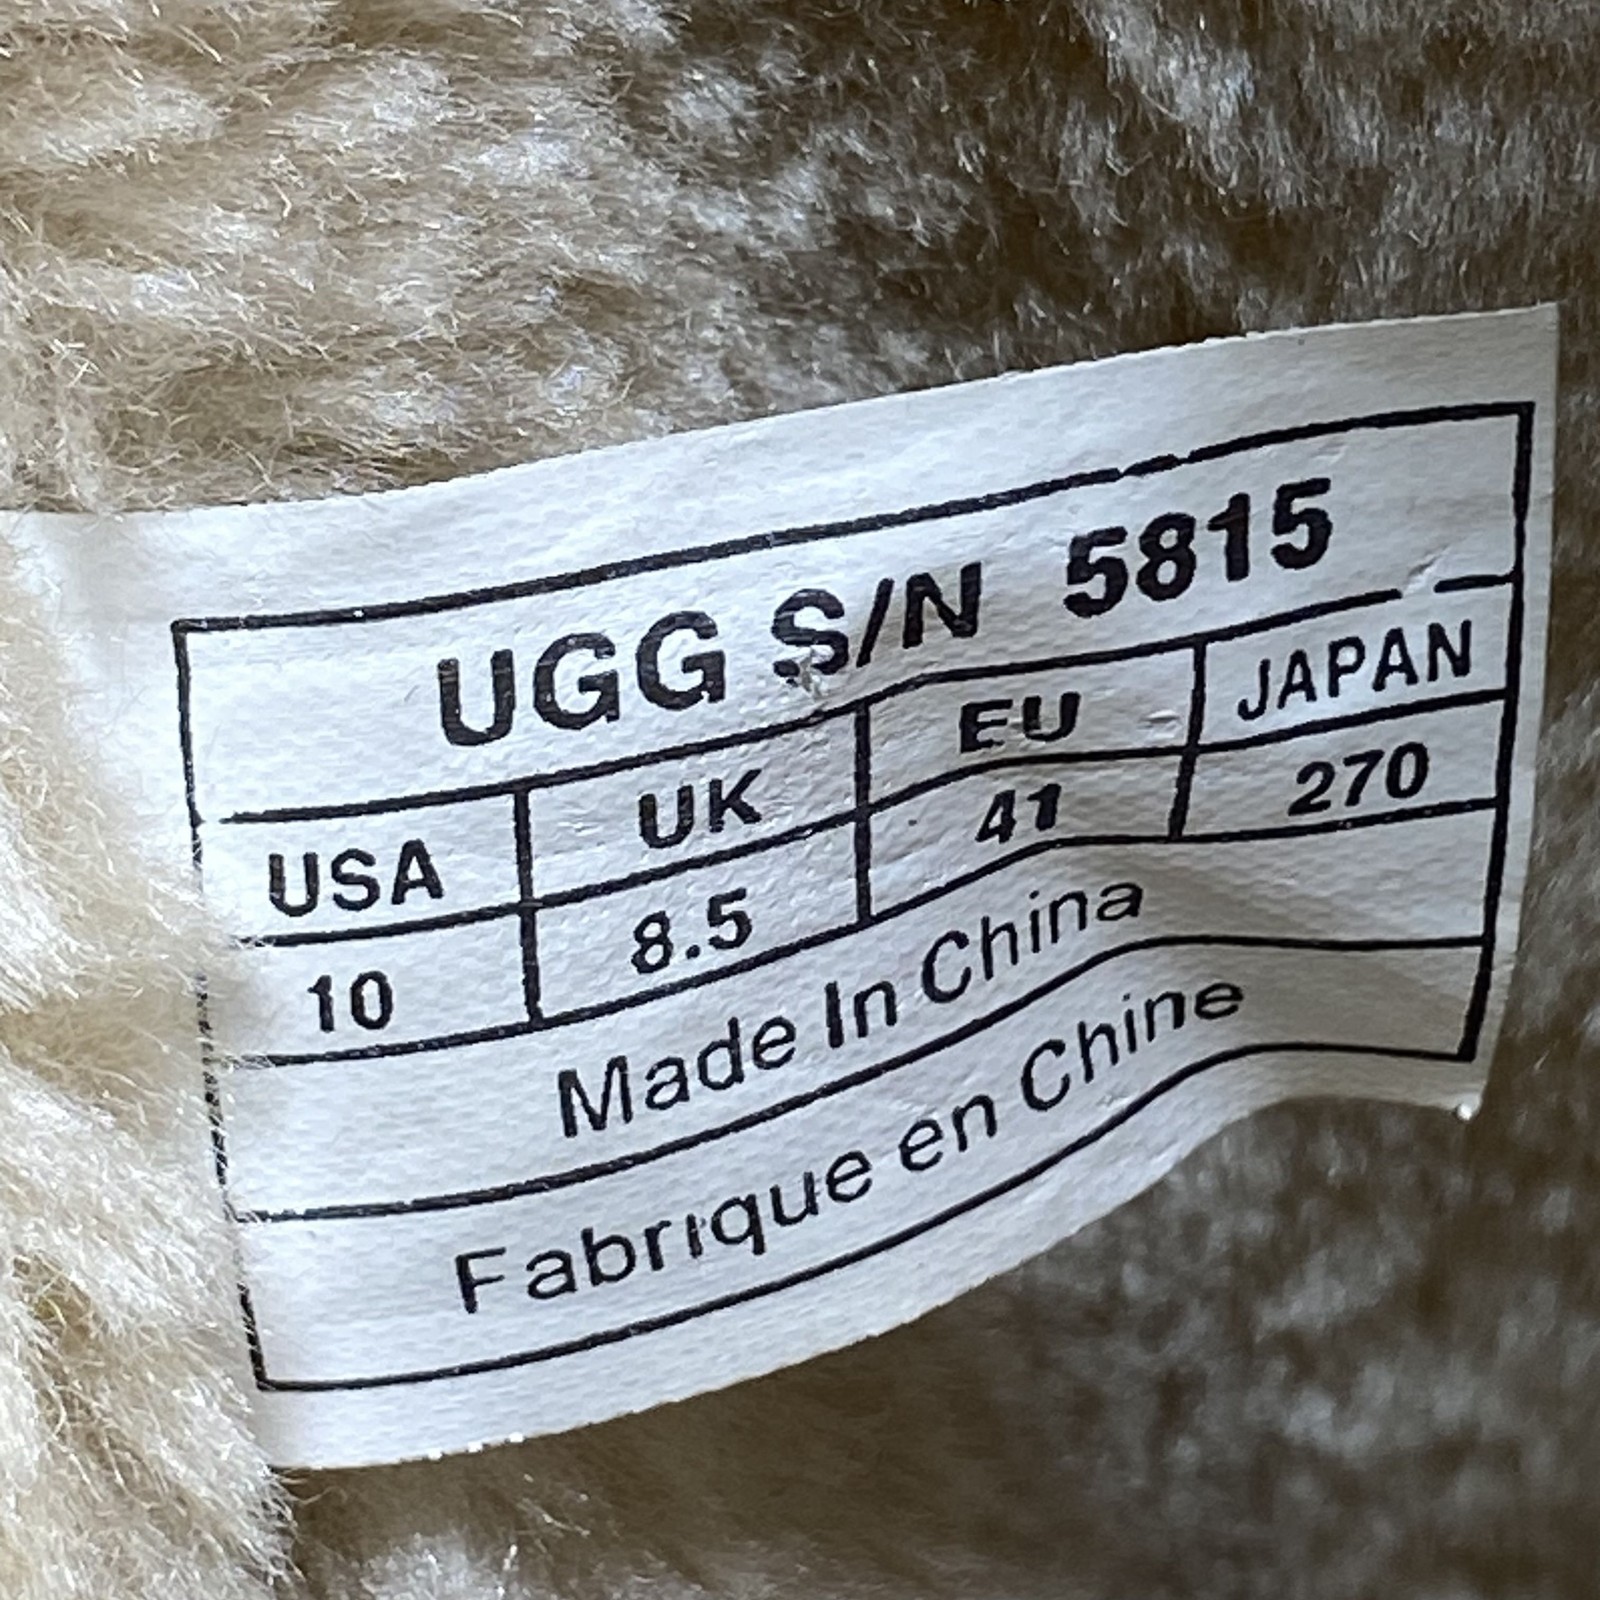 UGG S/N 5815
USA UK EU JAPAN
10 8.5 41 270
Made In China
Fabrique en Chine